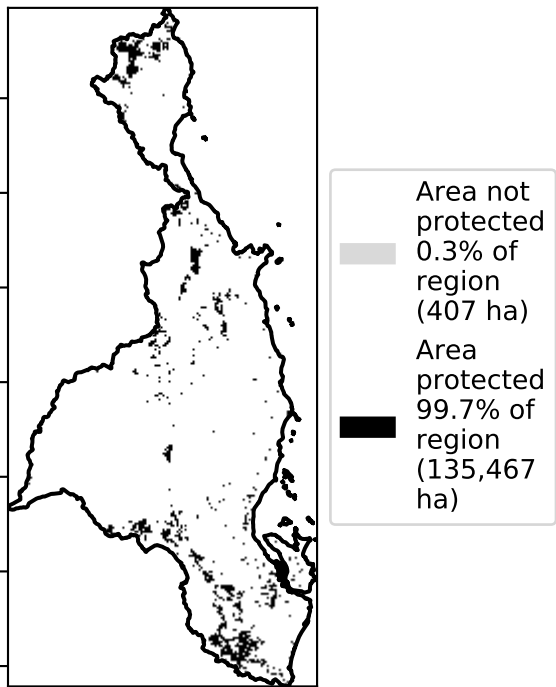 Area not
protected
0.3% of
region
(407 ha)
Area
protected
99.7% of
region
(135,467
ha)